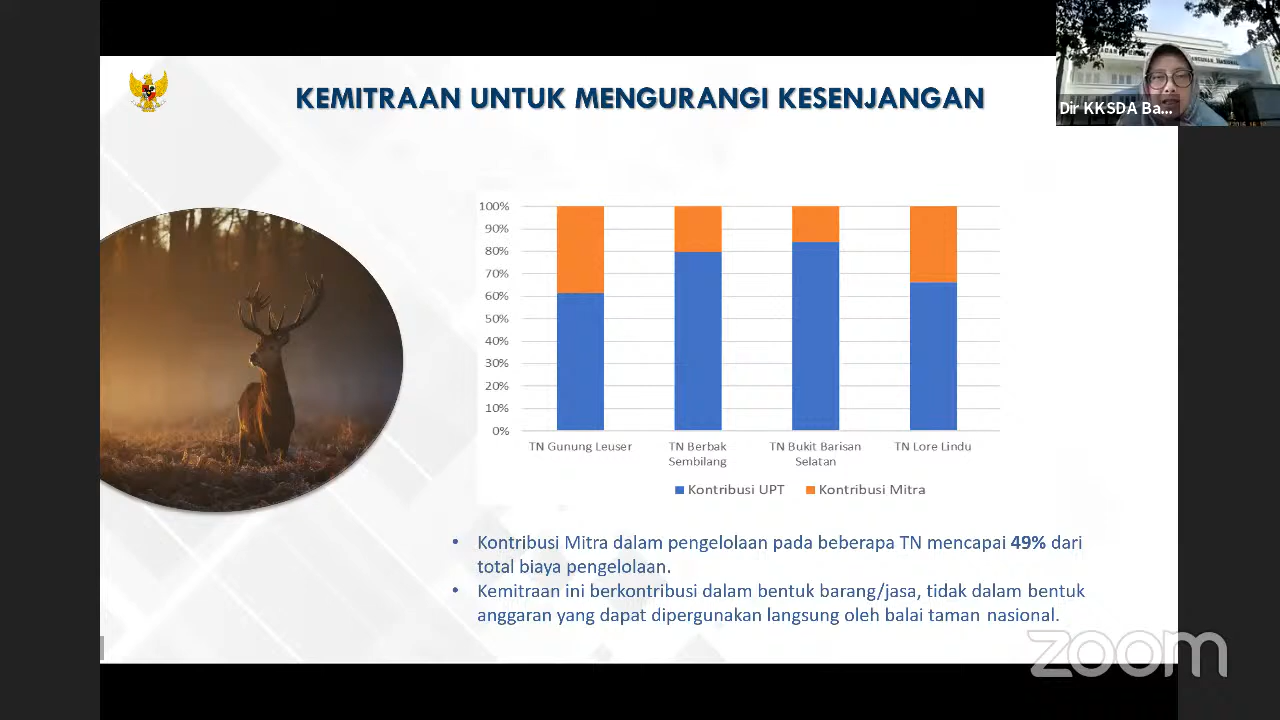 KEMITRAAN UNTUK MENGURANGI KESENJANGAN
Dir KKSDA Ba...
100%
90%
80%
70%
60%
50%
40%
30%
20%
10%
0%
TN Gunung Leuser
TN Berbak
Sembilang
TN Bukit Barisan
Selatan
TN Lore Lindu
Kontribusi UPT
Kontribusi Mitra
• Kontribusi Mitra dalam pengelolaan pada beberapa TN mencapai 49% dari
total biaya pengelolaan.
• Kemitraan ini berkontribusi dalam bentuk barang/jasa, tidak dalam bentuk
anggaran yang dapat dipergunakan langsung oleh balai taman nasional.
zoom